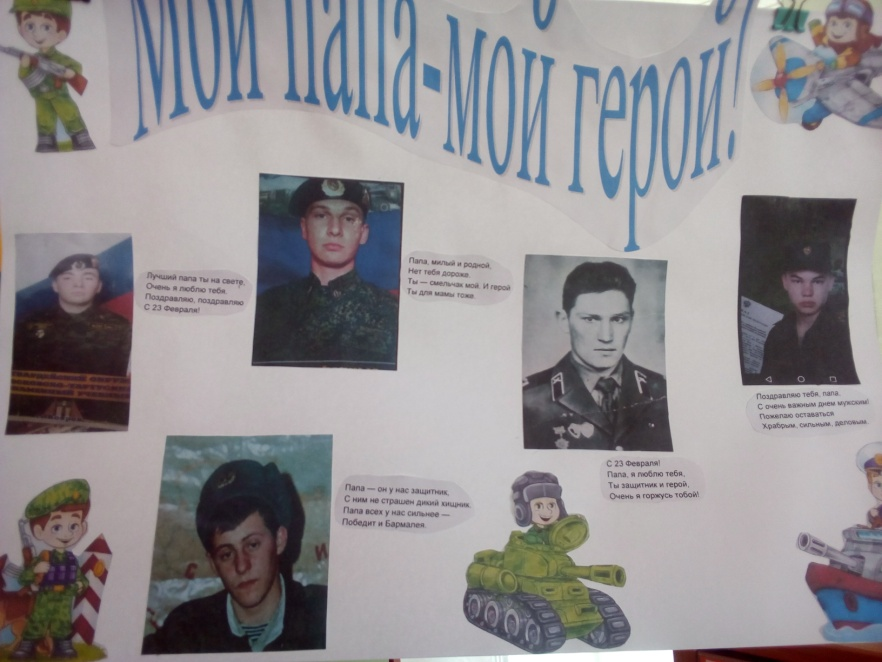 Мой папа-мой герой!
Лучший папа ты на свете,
Очень я люблю тебя.
Поздравляю, поздравляю
С 23 Февраля!
Папа, милый и родной,
Нет тебя дороже.
Ты — смельчак мой. И герой
Ты для мамы тоже.
Поздравляю тебя, папа,
С очень важным днем мужским!
Пожелаю оставаться
Храбрым, сильным, деловым.
С 23 Февраля!
Папа, я люблю тебя,
Ты защитник и герой,
Очень я горжусь тобой!
Папа — он у нас защитник,
С ним не страшен дикий хищник.
Папа всех у нас сильнее —
Победит и Бармалея.